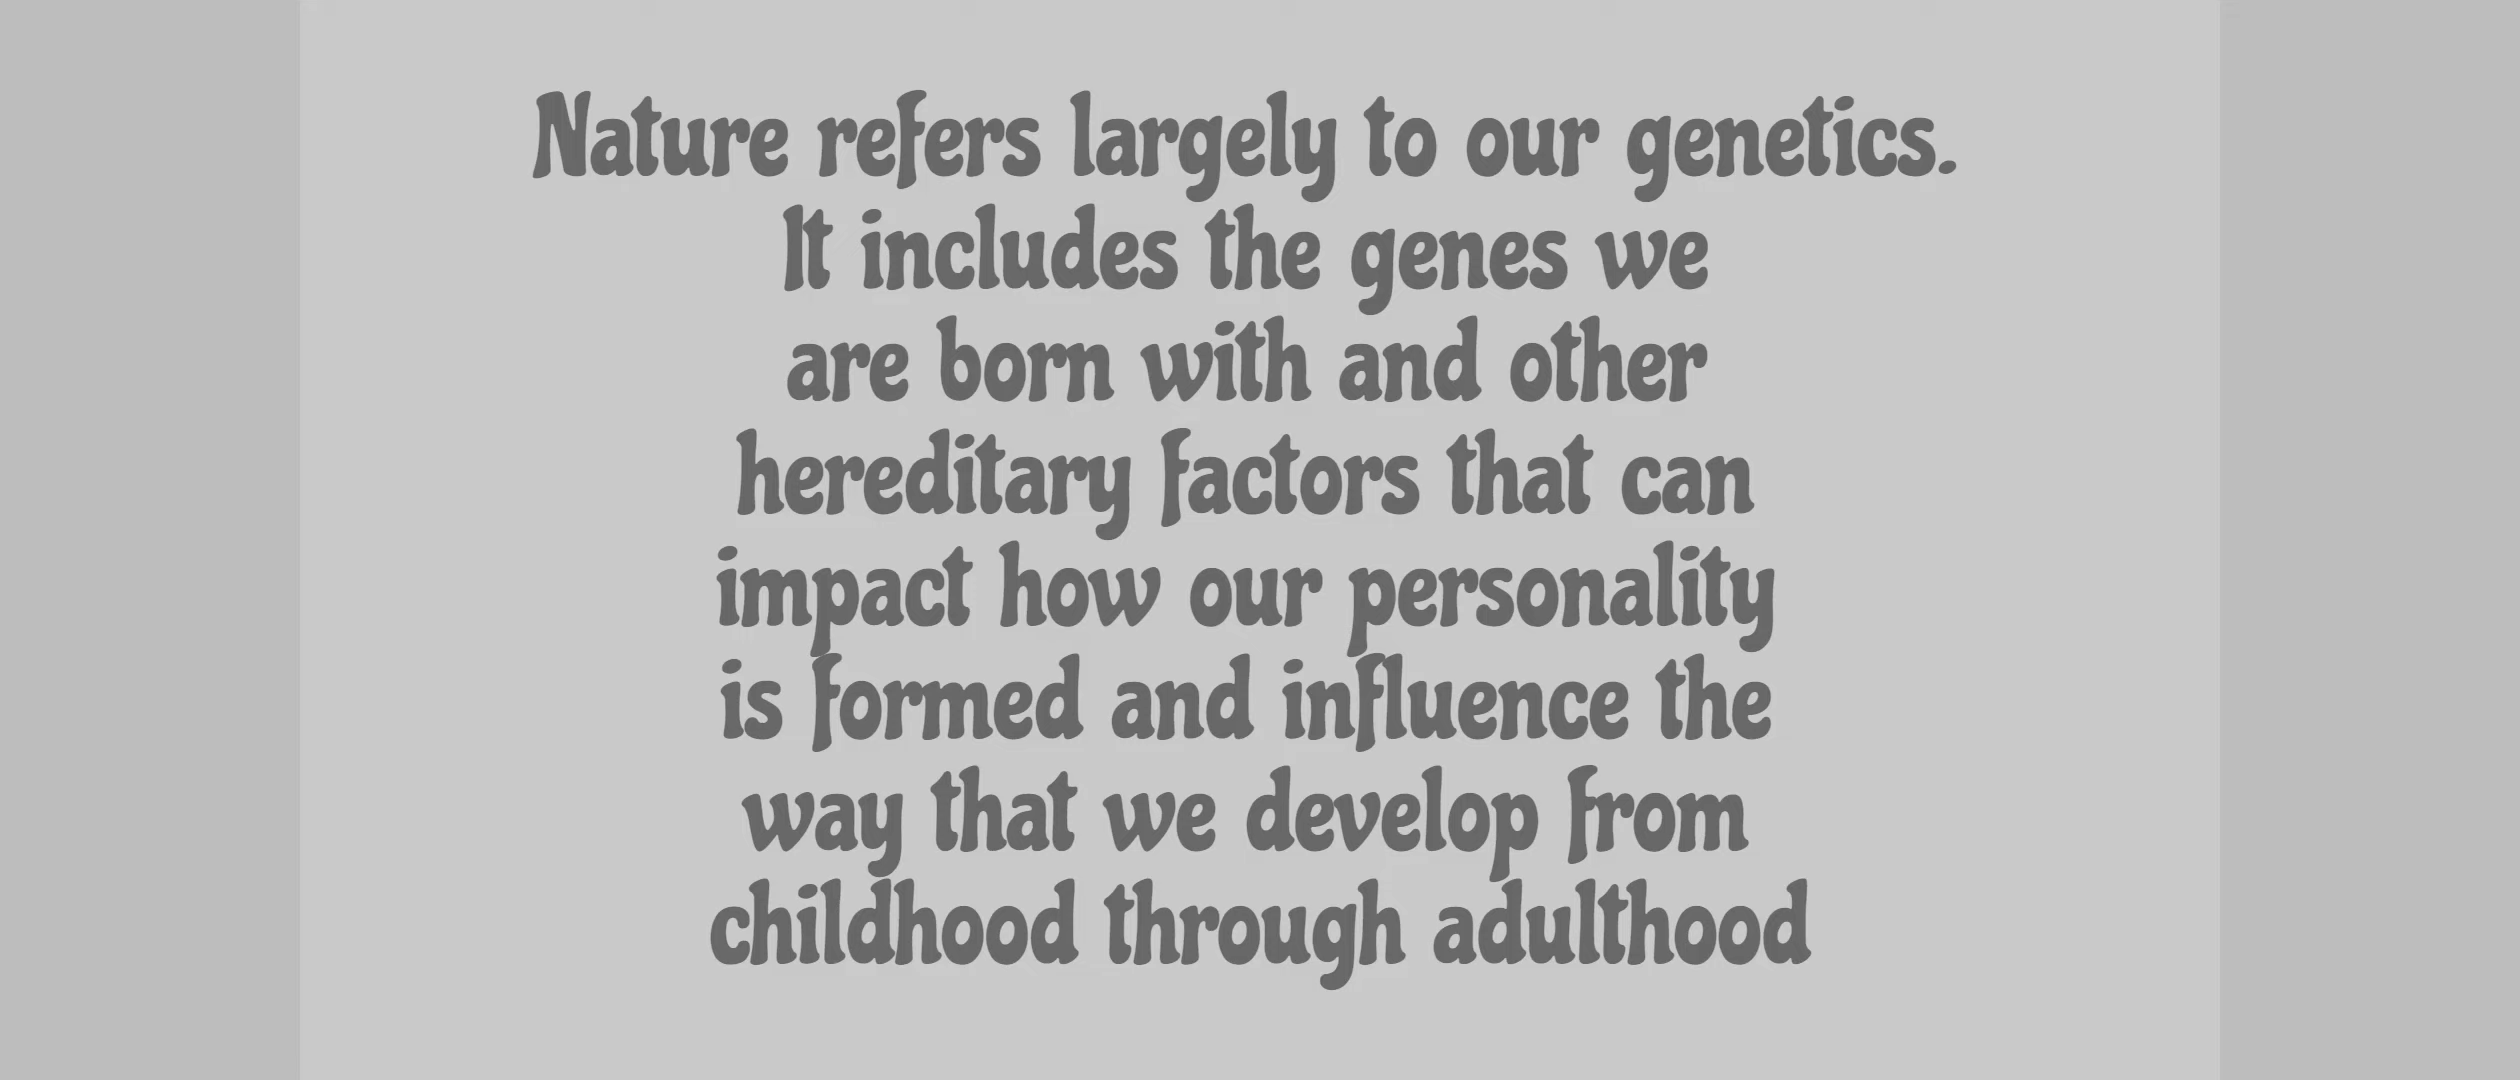 Nature refers largely to our genetics.
It includes the genes we
are born with and other
hereditary factors that can
impact how our personality
is formed and influence the
way that we develop from
childhood through adulthood